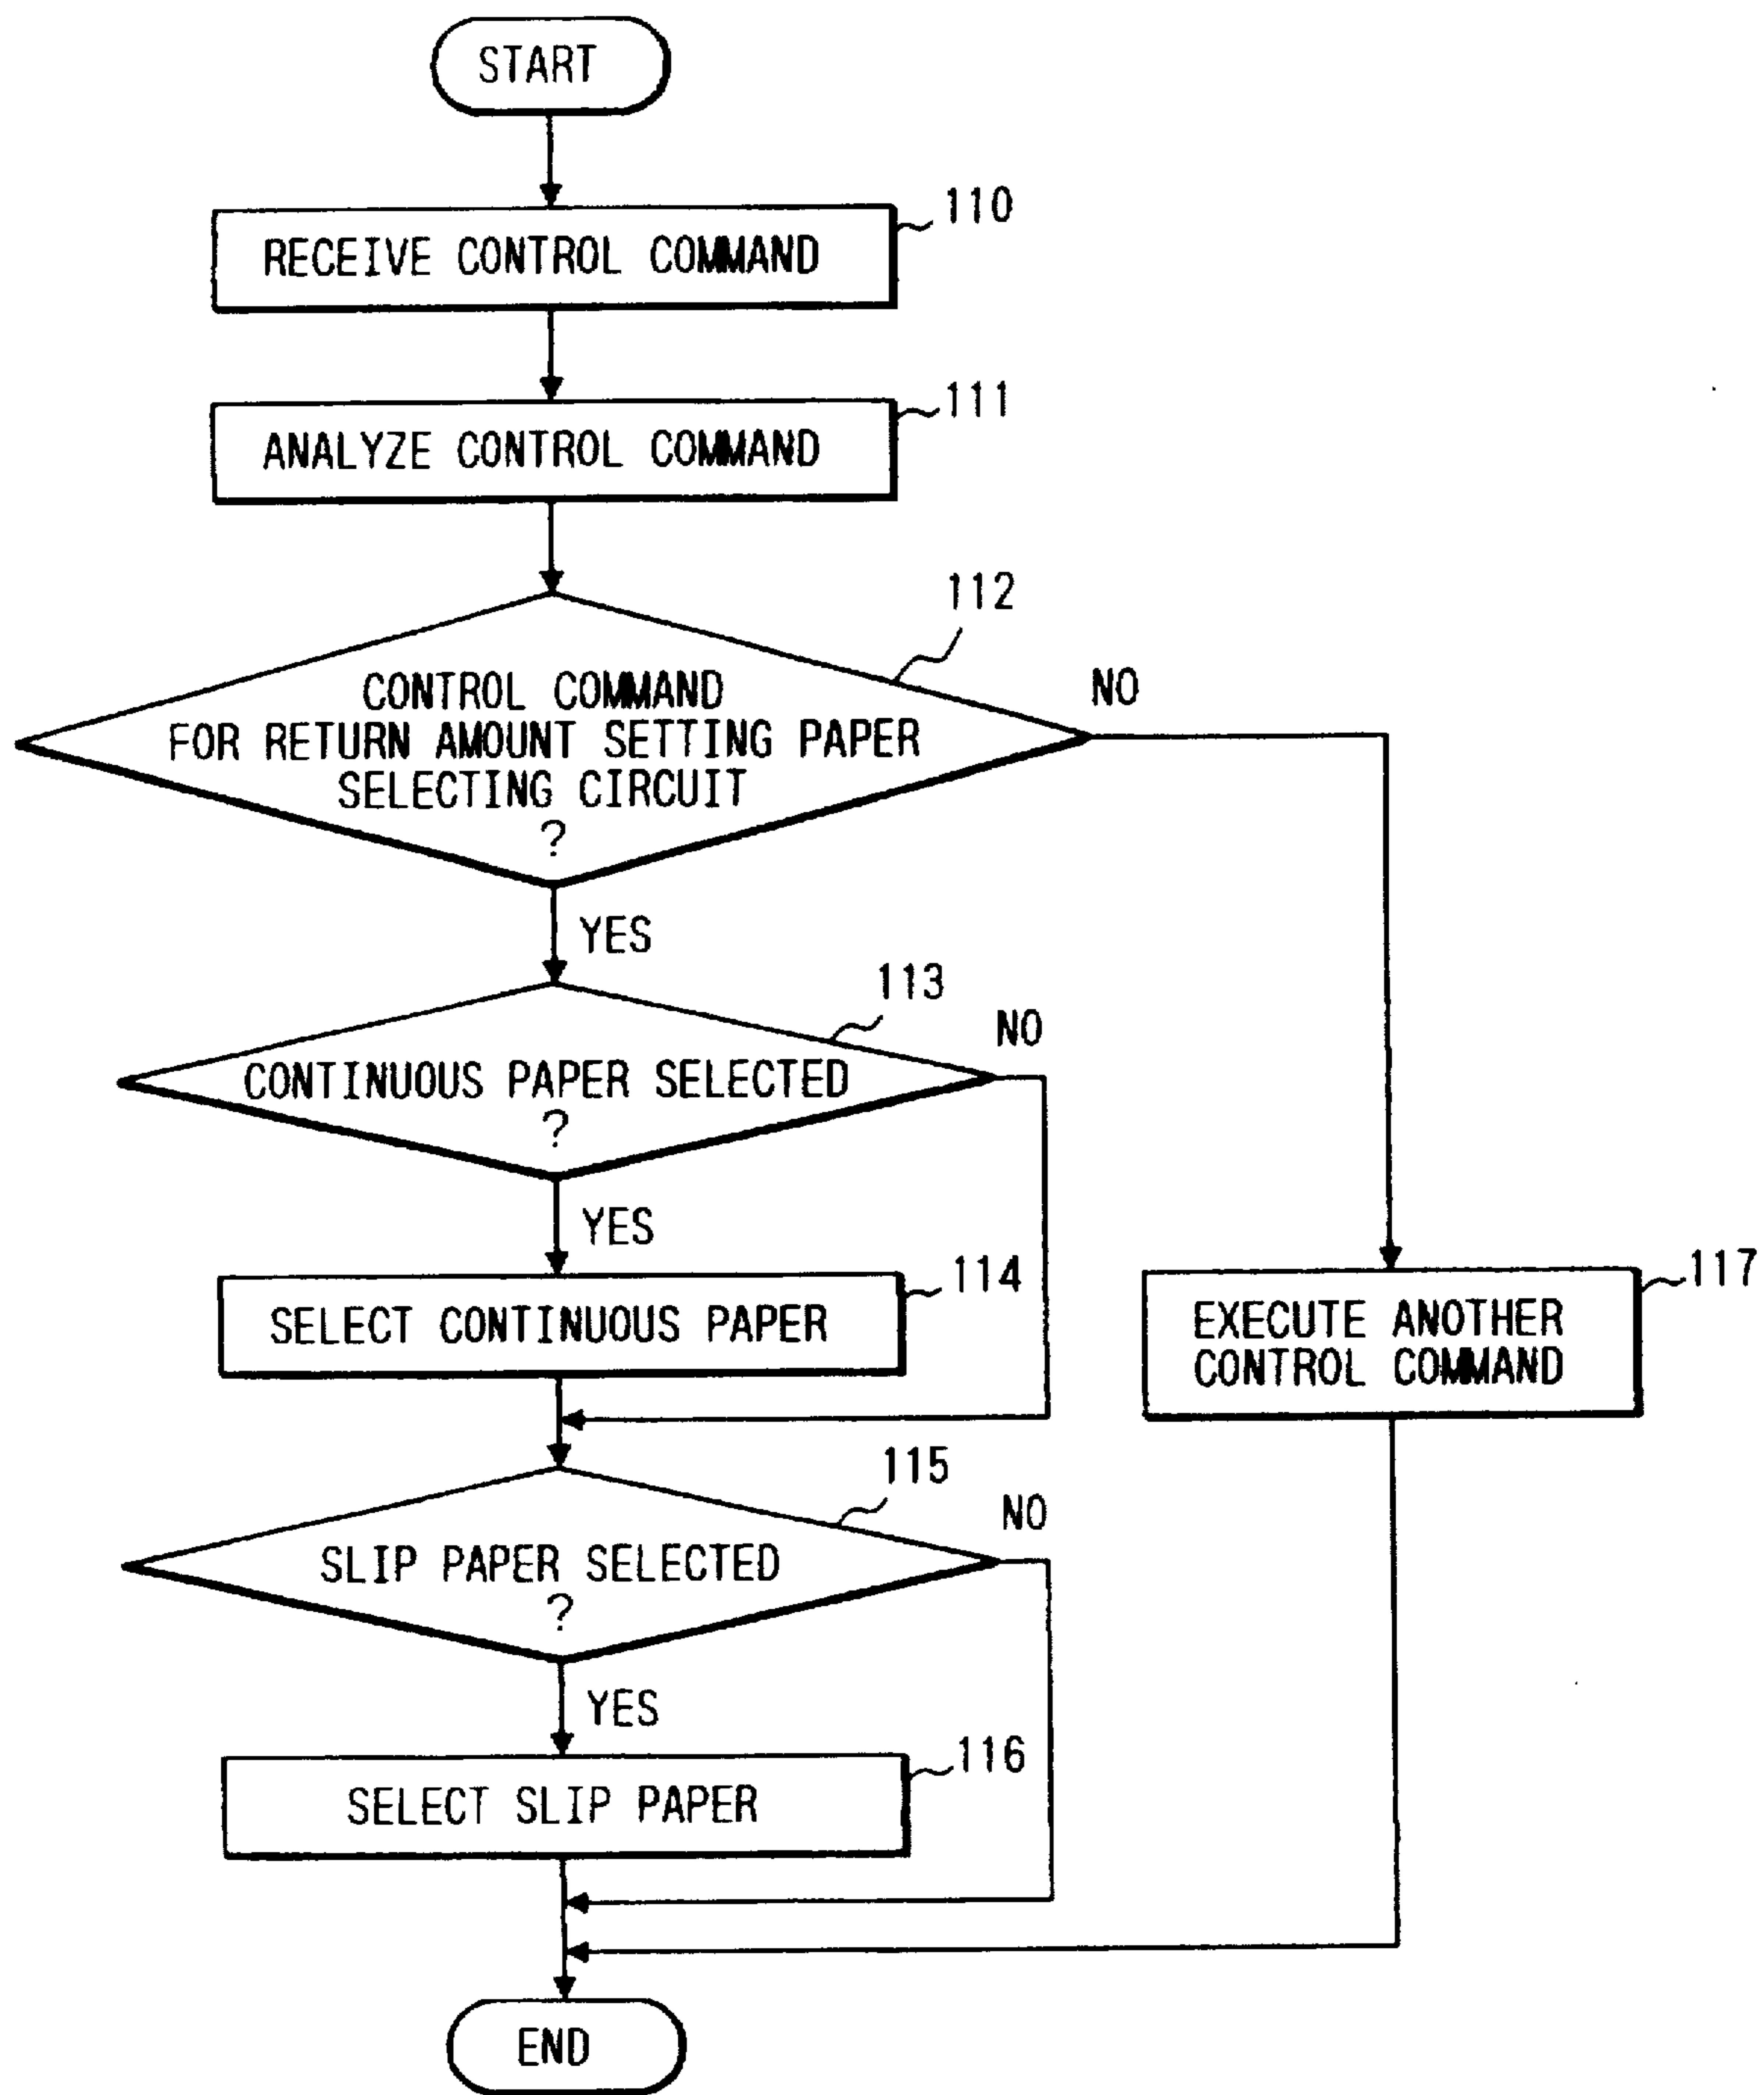 START
110
RECEIVE CONTROL COMMAND
111
ANALYZE CONTROL COMMAND
112
CONTROL COMMAND
FOR RETURN AMOUNT SETTING PAPER
SELECTING CIRCUIT
?
NO
YES
113
NO
CONTINUOUS PAPER SELECTED
?
YES
114
SELECT CONTINUOUS PAPER
117
EXECUTE ANOTHER
CONTROL COMMAND
115
NO
SLIP PAPER SELECTED
?
YES
116
SELECT SLIP PAPER
END